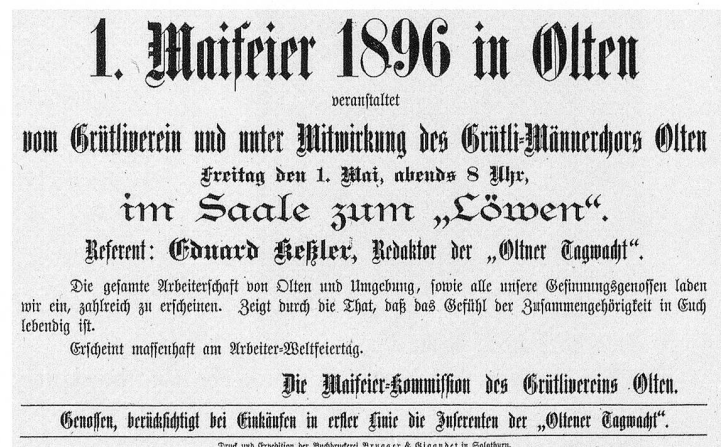 1. Maifeier 1896 in Olten
veranstaltet
vom Grütliverein und unter Mitwirkung des Grütli-Männerchors Olten
Freitag den 1. Mai, abends 8 Uhr,
im Saale zum „Löwen“.
Referent: Eduard Keßler, Redaktor der „Oltner Tagwacht“.
Die gesamte Arbeiterschaft von Olten und Umgebung, sowie alle unsere Gesinnungsgenossen laden
wir ein, zahlreich zu erscheinen. Zeigt durch die That, daß das Gefühl der Zusammengehörigkeit in Euch
lebendig ist.
Erscheint massenhaft am Arbeiter-Weltfeiertag.
Die Maifeier-Kommission des Grütlivereins Olten.
Genossen, berücksichtigt bei Einkäufen in erster Linie die Inserenten der „Oltener Tagwacht“.
Druck und Expedition der Buchdruckerei Brugger & Gigandet in Solothurn.